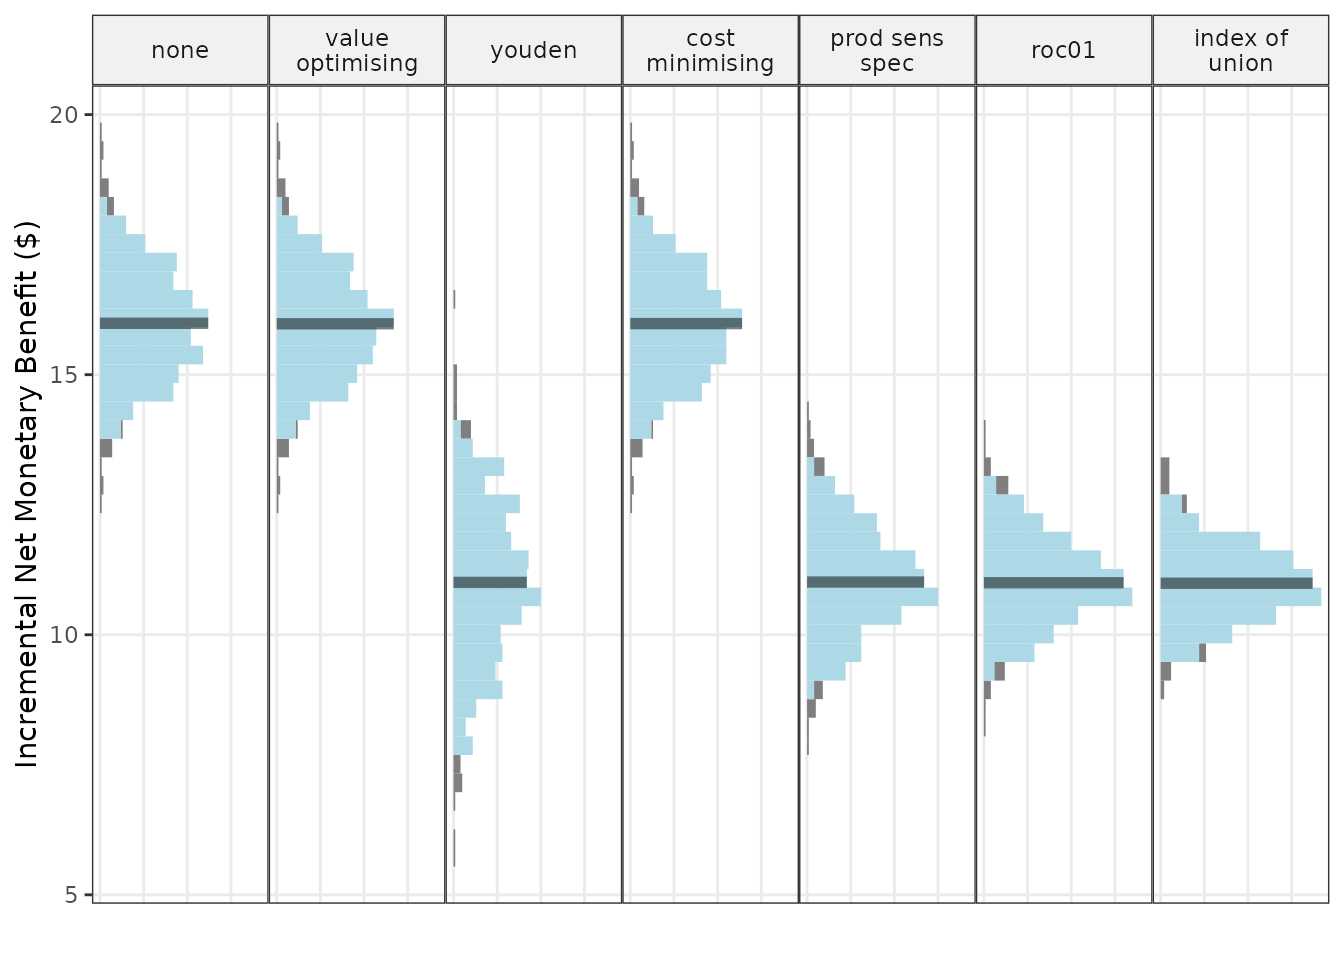 none
value
optimising
youden
cost
minimising
prod sens
spec
roc01
index of
union
Incremental Net Monetary Benefit ($)
20
15
10
5